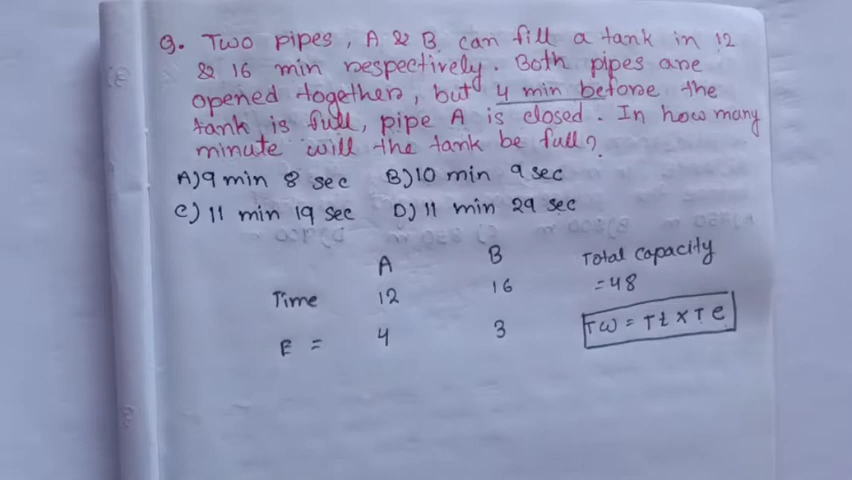 Q. Two pipes, A & B can fill a tank in 12
& 16 min respectively. Both pipes are
opened together, but 4 min before the
tank is full, pipe A is closed. In how many
minute will the tank be full?
A) 9 min 8 sec B) 10 min 9 sec
C) 11 min 19 sec D) 11 min 29 sec
A B Total capacity
Time 12 16 = 48
E = 4 3 TW = Tt x Te